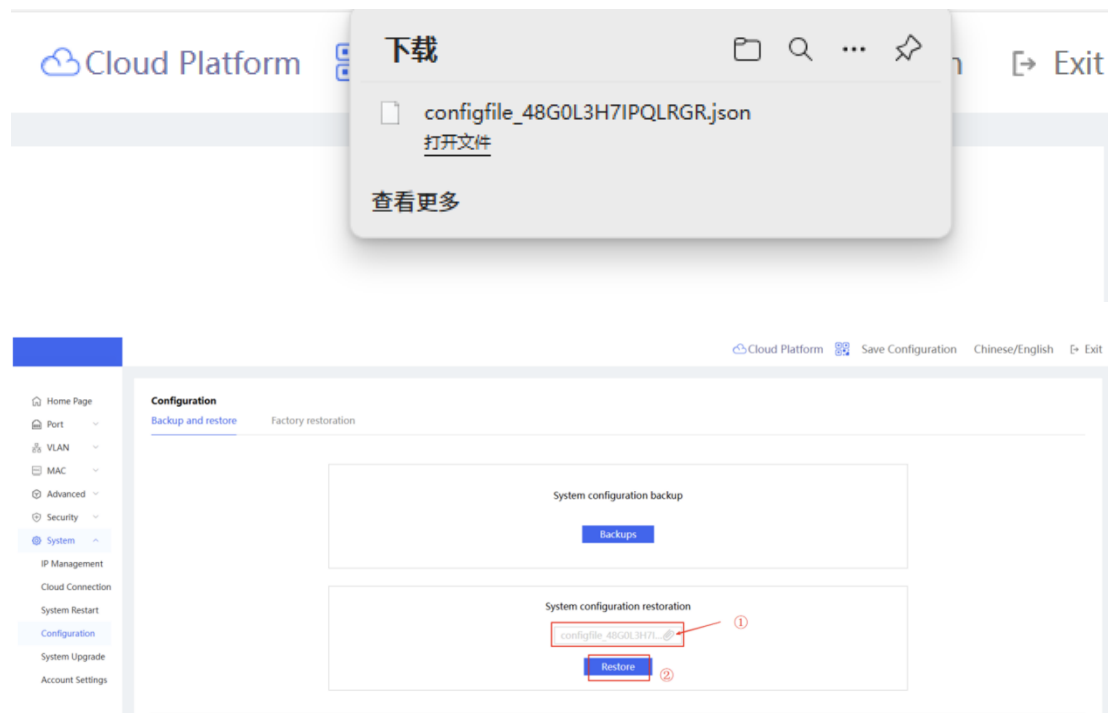 Cloud Platform
下载
Exit
configfile_48G0L3H7IPQLRGR.json
打开文件
查看更多
Cloud Platform Save Configuration Chinese/English Exit
Home Page
Port
VLAN
MAC
Advanced
Security
System
IP Management
Cloud Connection
System Restart
Configuration
System Upgrade
Account Settings
Configuration
Backup and restore Factory restoration
System configuration backup
Backups
System configuration restoration
configfile_48G0L3H7I... ①
Restore ②